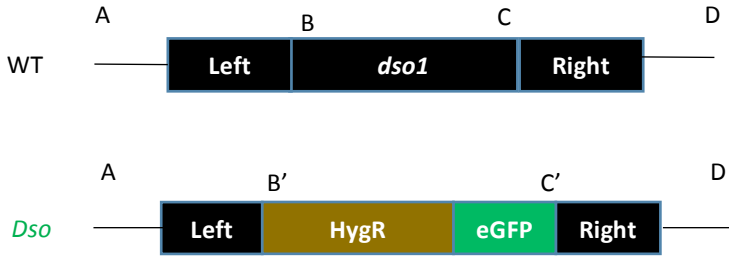 A B C D
WT Left dso1 Right
A B’ C’ D
Dso Left HygR eGFP Right